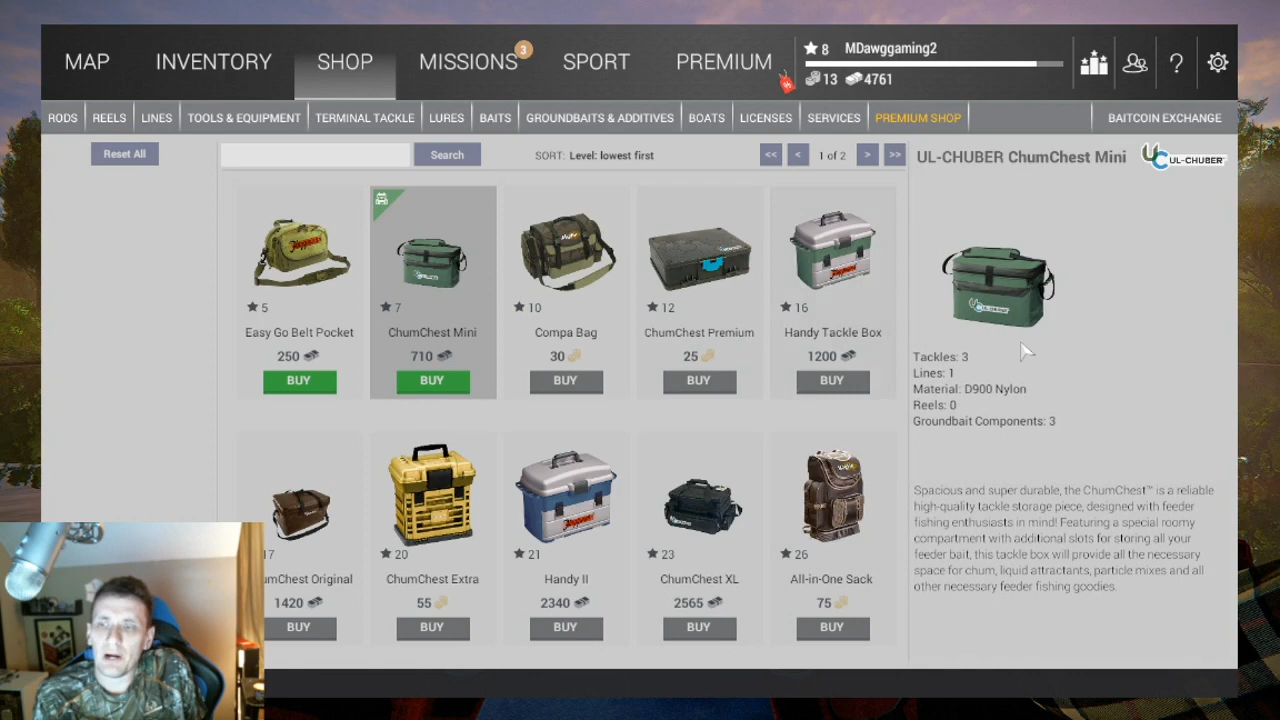 MAP INVENTORY SHOP MISSIONS 3 SPORT PREMIUM
8 MDawggaming2
13 4761
RODS REELS LINES TOOLS & EQUIPMENT TERMINAL TACKLE LURES BAITS GROUNDBAITS & ADDITIVES BOATS LICENSES SERVICES PREMIUM SHOP BAITCOIN EXCHANGE
Reset All Search SORT: Level: lowest first << < 1 of 2 > >>
UL-CHUBER ChumChest Mini UC UL-CHUBER
5 7 10 12 16
Easy Go Belt Pocket ChumChest Mini Compa Bag ChumChest Premium Handy Tackle Box
250 710 30 25 1200
BUY BUY BUY BUY BUY
Tackles: 3
Lines: 1
Material: D900 Nylon
Reels: 0
Groundbait Components: 3
17 20 21 23 26
umChest Original ChumChest Extra Handy II ChumChest XL All-in-One Sack
1420 55 2340 2565 75
BUY BUY BUY BUY BUY
Spacious and super durable, the ChumChest™ is a reliable
high-quality tackle storage piece, designed with feeder
fishing enthusiasts in mind! Featuring a special roomy
compartment with additional slots for storing all your
feeder bait, this tackle box will provide all the necessary
space for chum, liquid attractants, particle mixes and all
other necessary feeder fishing goodies.